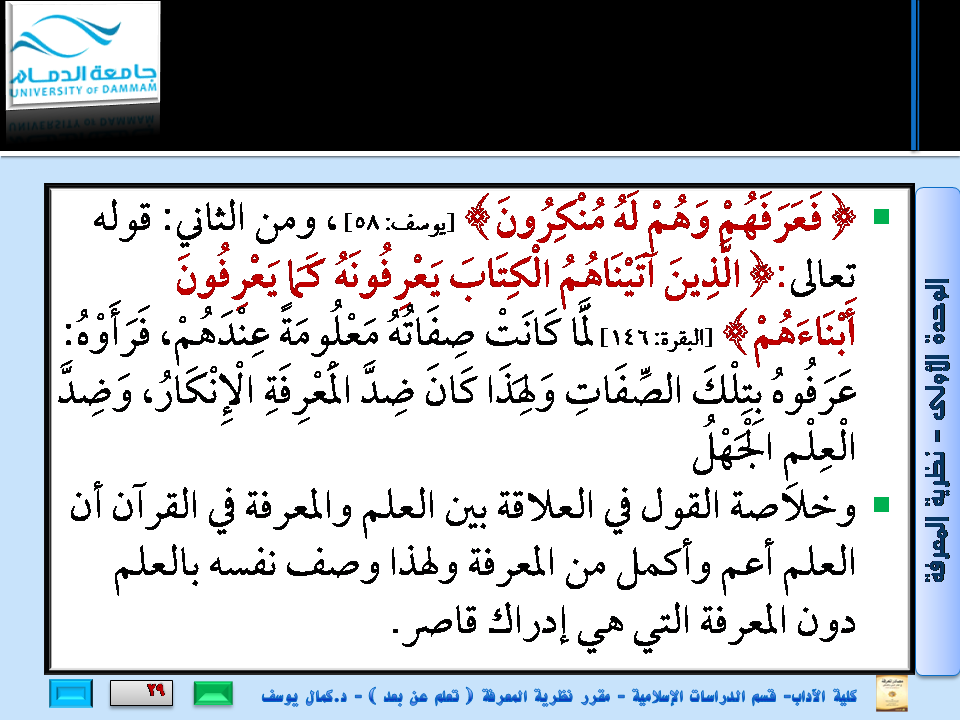 جامعة الدمام
UNIVERSITY OF DAMMAM
﴿ فَعَرَفَهُمْ وَهُمْ لَهُ مُنْكِرُونَ﴾ [يوسف: ٥٨]، ومن الثاني: قوله
تعالى:﴿ الَّذِينَ آتَيْنَاهُمُ الْكِتَابَ يَعْرِفُونَهُ كَمَا يَعْرِفُونَ
أَبْنَاءَهُمْ﴾ [البقرة: ١٤٦] لَمَّا كَانَتْ صِفَاتُهُ مَعْلُومَةً عِنْدَهُمْ، فَرَأَوْهُ:
عَرَفُوهُ بِتِلْكَ الصِّفَاتِ وَلِهَذَا كَانَ ضِدَّ الْمَعْرِفَةِ الْإِنْكَارُ، وَضِدَّ
الْعِلْمِ الْجَهْلُ
وخلاصة القول في العلاقة بين العلم والمعرفة في القرآن أن
العلم أعم وأكمل من المعرفة ولهذا وصف نفسه بالعلم
دون المعرفة التي هي إدراك قاصر.
الوحدة الأولى - نظرية المعرفة
كلية الآداب- قسم الدراسات الإسلامية - مقرر نظرية المعرفة ( تعلم عن بعد ) - د.كمال يوسف
٢٩